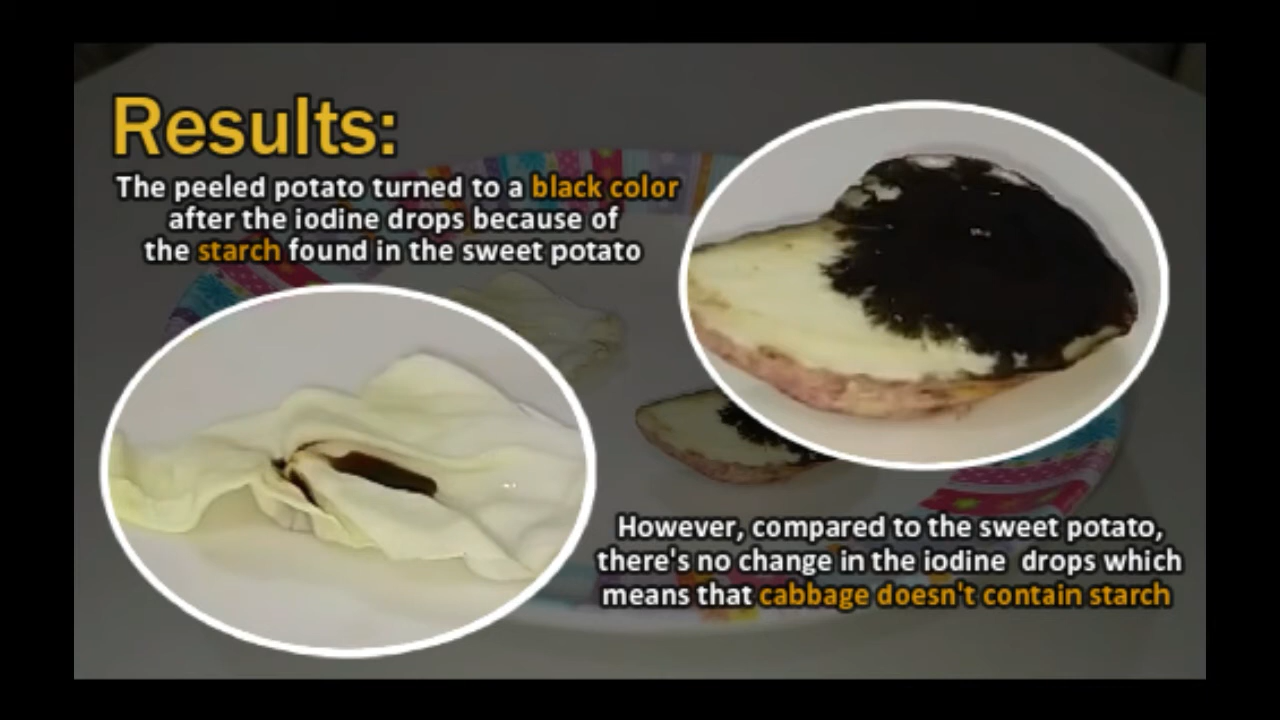 Results:
The peeled potato turned to a black color
after the iodine drops because of
the starch found in the sweet potato
However, compared to the sweet potato,
there's no change in the iodine drops which
means that cabbage doesn't contain starch